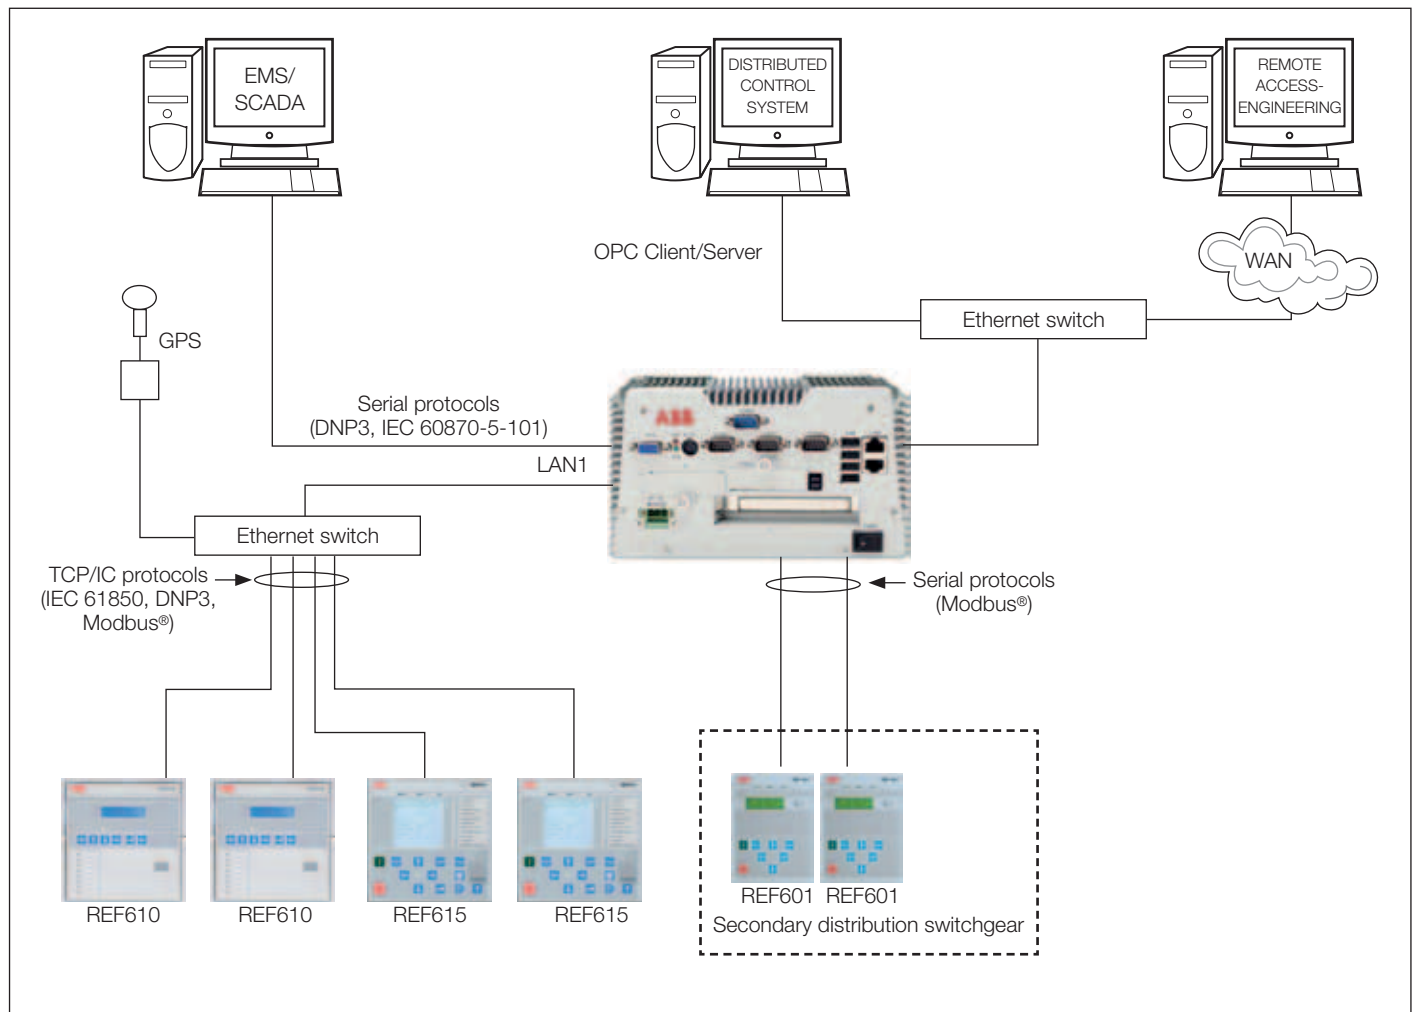 EMS/
SCADA
DISTRIBUTED
CONTROL
SYSTEM
REMOTE
ACCESS-
ENGINEERING
OPC Client/Server
WAN
Ethernet switch
GPS
Serial protocols
(DNP3, IEC 60870-5-101)
LAN1
ABB
Ethernet switch
TCP/IC protocols
(IEC 61850, DNP3,
Modbus®)
Serial protocols
(Modbus®)
REF610
REF610
REF615
REF615
REF601
REF601
Secondary distribution switchgear